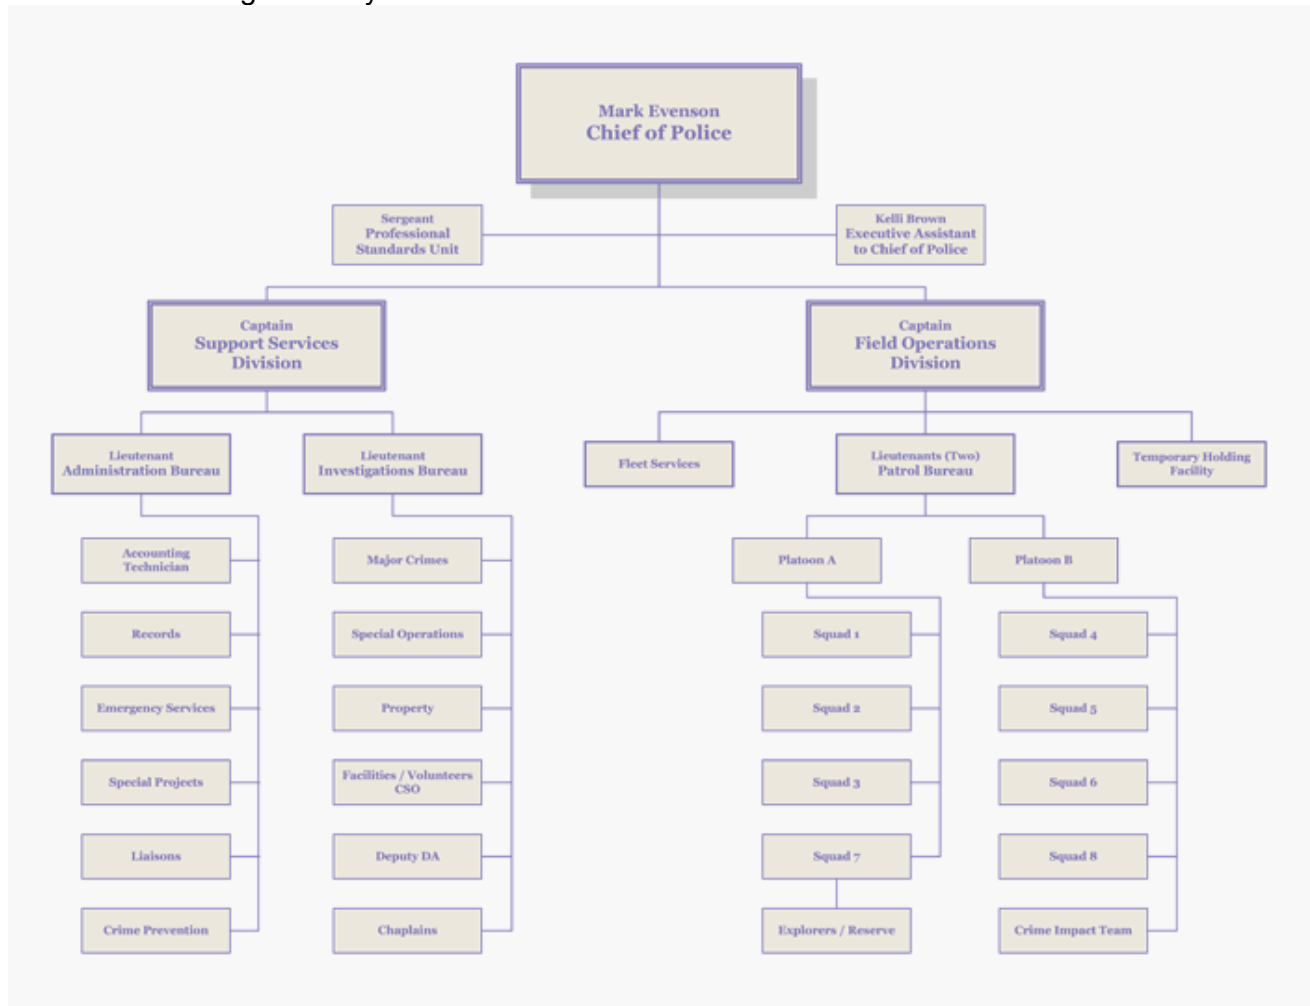 Mark Evenson
Chief of Police
Sergeant
Professional
Standards Unit
Kelli Brown
Executive Assistant
to Chief of Police
Captain
Support Services
Division
Captain
Field Operations
Division
Lieutenant
Administration Bureau
Lieutenant
Investigations Bureau
Fleet Services
Lieutenants (Two)
Patrol Bureau
Temporary Holding
Facility
Accounting
Technician
Major Crimes
Platoon A
Platoon B
Records
Special Operations
Squad 1
Squad 4
Emergency Services
Property
Squad 2
Squad 5
Special Projects
Facilities / Volunteers
CSO
Squad 3
Squad 6
Liaisons
Deputy DA
Squad 7
Squad 8
Crime Prevention
Chaplains
Explorers / Reserve
Crime Impact Team